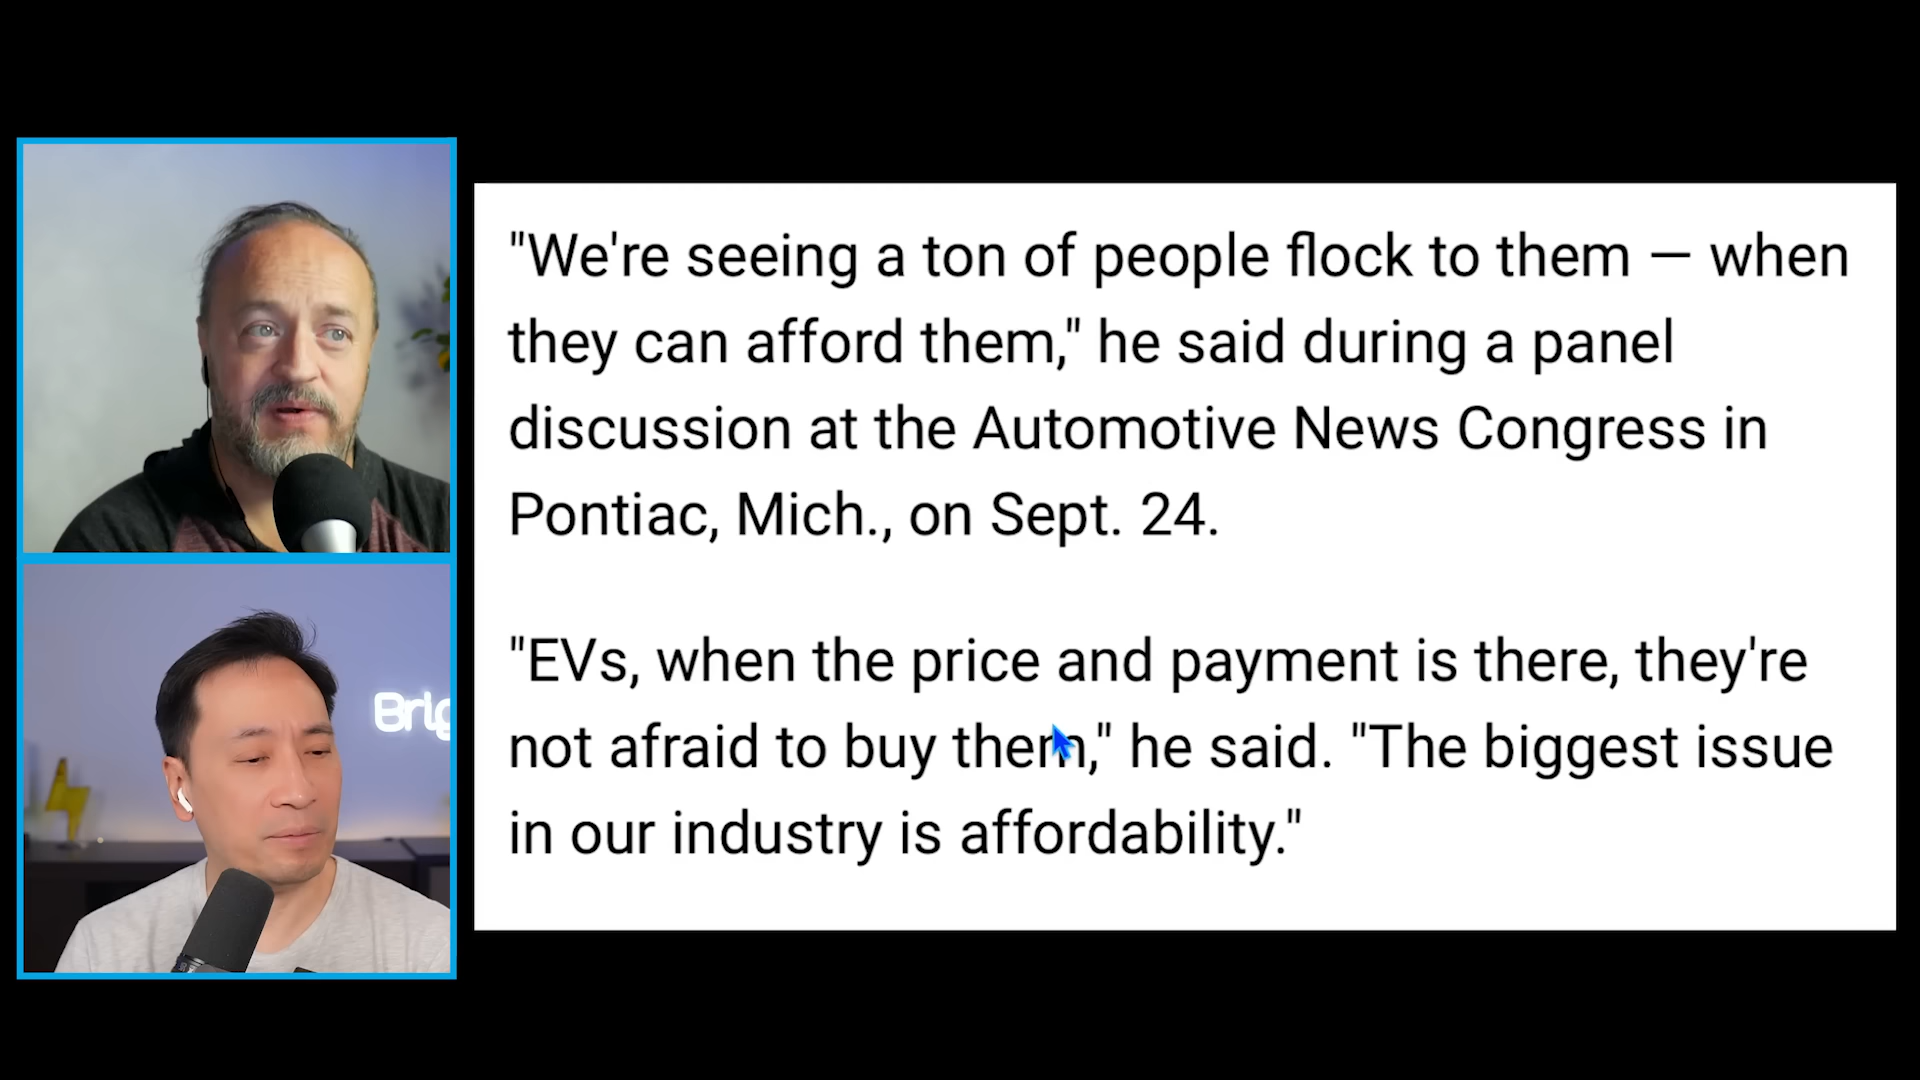 "We're seeing a ton of people flock to them — when
they can afford them," he said during a panel
discussion at the Automotive News Congress in
Pontiac, Mich., on Sept. 24.
"EVs, when the price and payment is there, they're
not afraid to buy them," he said. "The biggest issue
in our industry is affordability."